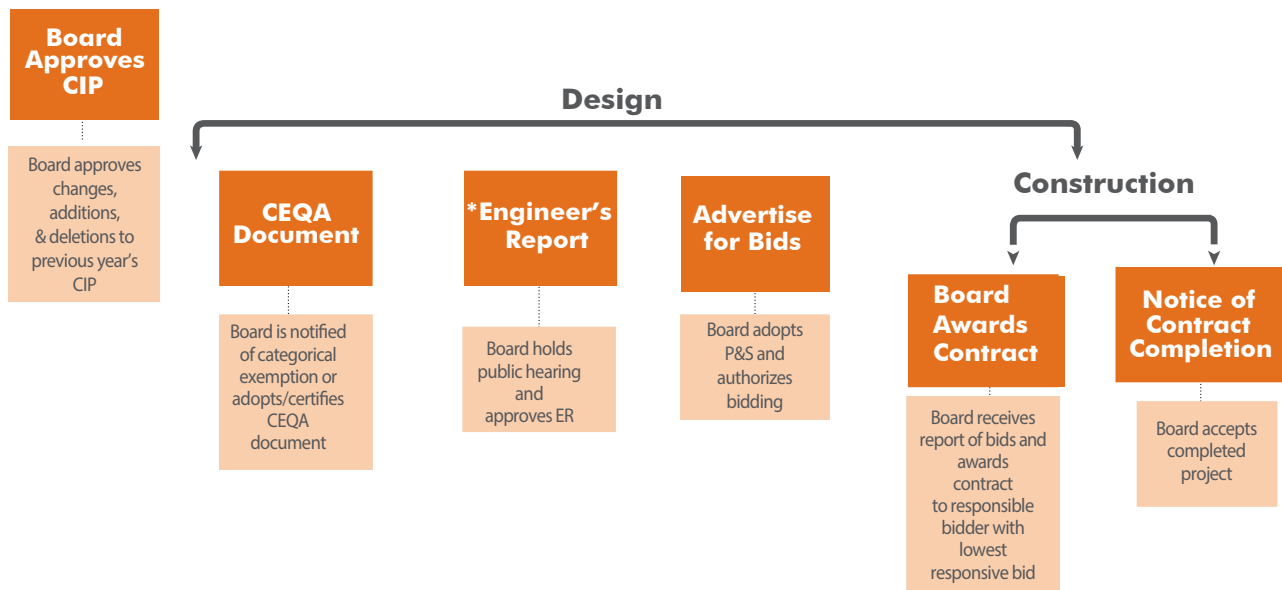 Board
Approves
CIP
Board approves
changes,
additions,
& deletions to
previous year's
CIP
Design
CEQA
Document
Board is notified
of categorical
exemption or
adopts/certifies
CEQA
document
*Engineer's
Report
Board holds
public hearing
and
approves ER
Advertise
for Bids
Board adopts
P&S and
authorizes
bidding
Construction
Board
Awards
Contract
Board receives
report of bids and
awards
contract
to responsible
bidder with
lowest
responsive bid
Notice of
Contract
Completion
Board accepts
completed
project